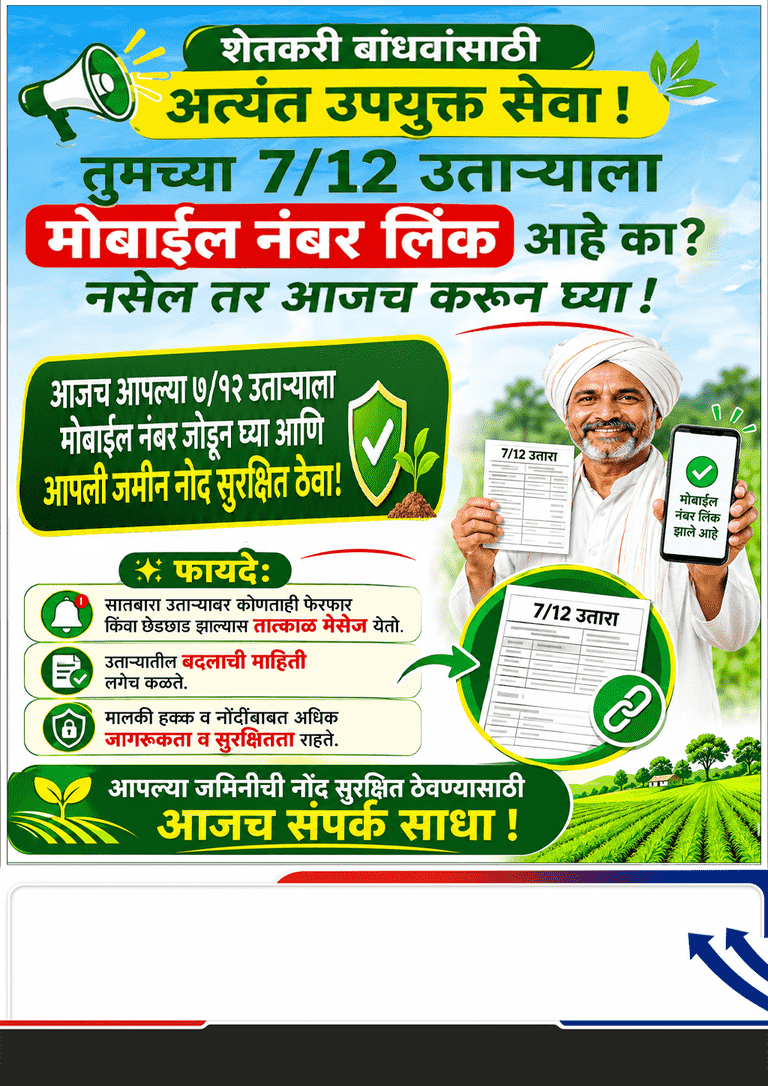 शेतकरी बांधवांसाठी
अत्यंत उपयुक्त सेवा !
तुमच्या 7/12 उताऱ्याला
मोबाईल नंबर लिंक आहे का?
नसेल तर आजच करून घ्या !
आजच आपल्या ७/१२ उताऱ्याला
मोबाईल नंबर जोडून घ्या आणि
आपली जमीन नोद सुरक्षित ठेवा!
7/12 उतारा
मोबाईल
नंबर लिंक
झाले आहे
फायदे:
सातबारा उताऱ्यावर कोणताही फेरफार
किंवा छेडछाड झाल्यास तात्काळ मेसेज येतो.
उताऱ्यातील बदलाची माहिती
लगेच कळते.
मालकी हक्क व नोंदींबाबत अधिक
जागरूकता व सुरक्षितता राहते.
7/12 उतारा
आपल्या जमिनीची नोंद सुरक्षित ठेवण्यासाठी
आजच संपर्क साधा !